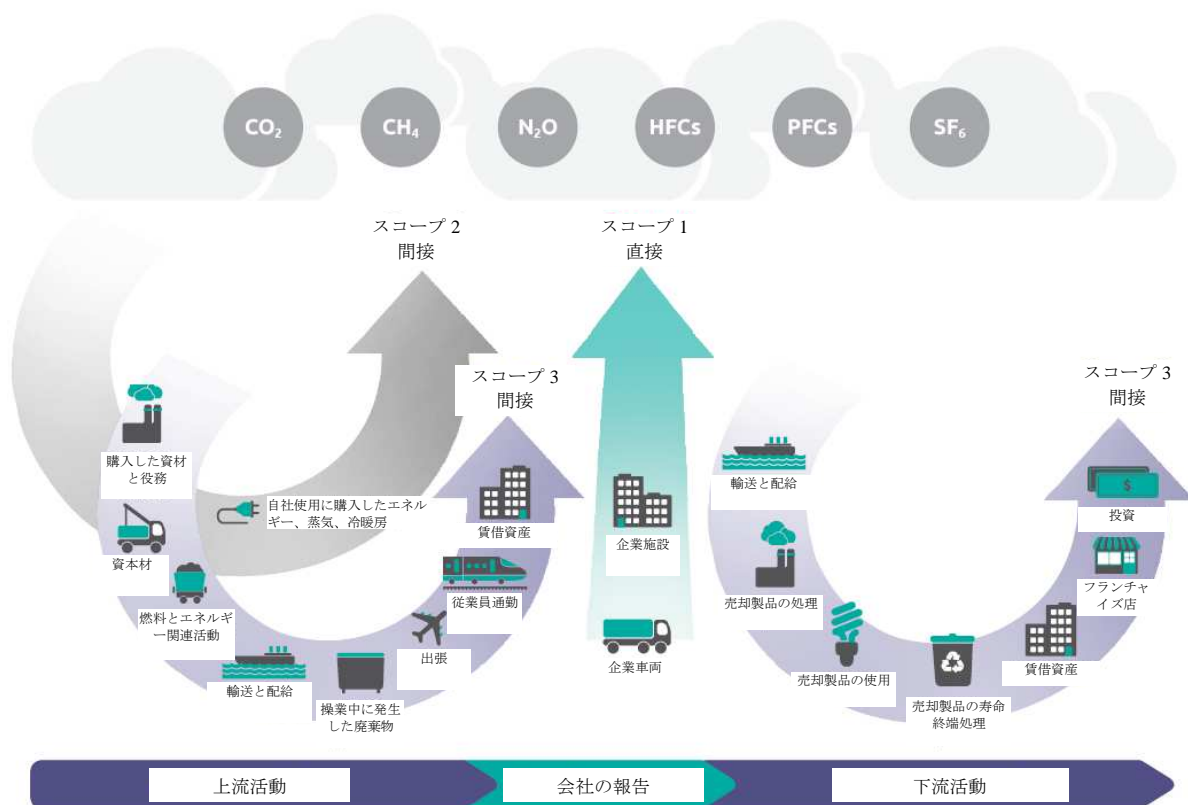 CO₂
CH₄
N₂O
HFCs
PFCs
SF₆
スコープ 2
間接
スコープ 1
直接
スコープ 3
間接
スコープ 3
間接
購入した資材
と役務
資本材
燃料とエネルギ
ー関連活動
輸送と配給
操業中に発生
した廃棄物
出張
従業員通勤
賃借資産
自社使用に購入したエネル
ギー、蒸気、冷暖房
企業施設
企業車両
輸送と配給
売却製品の処理
売却製品の使用
売却製品の寿命
終端処理
賃借資産
フランチャ
イズ店
投資
$
上流活動
会社の報告
下流活動